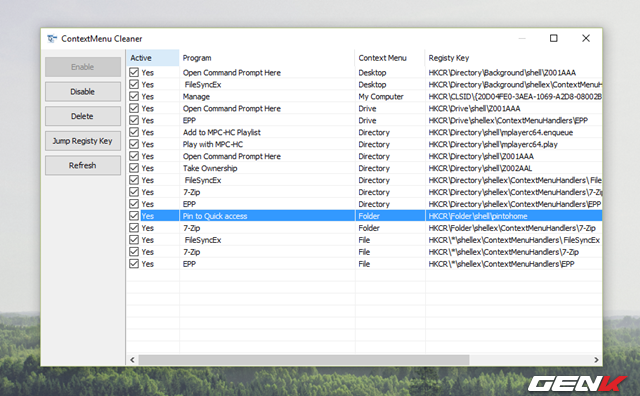 ContextMenu Cleaner
Enable
Disable
Delete
Jump Registy Key
Refresh
Active Program Context Menu Registy Key
Yes Open Command Prompt Here Desktop HKCR\Directory\Background\shell\Z001AAA
Yes FileSyncEx Desktop HKCR\Directory\Background\shellex\ContextMenuH
Yes Manage My Computer HKCR\CLSID\{20D04FE0-3AEA-1069-A2D8-08002B
Yes Open Command Prompt Here Drive HKCR\Drive\shell\Z001AAA
Yes EPP Drive HKCR\Drive\shellex\ContextMenuHandlers\EPP
Yes Add to MPC-HC Playlist Directory HKCR\Directory\shell\mplayerc64.enqueue
Yes Play with MPC-HC Directory HKCR\Directory\shell\mplayerc64.play
Yes Open Command Prompt Here Directory HKCR\Directory\shell\Z001AAA
Yes Take Ownership Directory HKCR\Directory\shell\Z002AAL
Yes FileSyncEx Directory HKCR\Directory\shellex\ContextMenuHandlers\ File
Yes 7-Zip Directory HKCR\Directory\shellex\ContextMenuHandlers\7-Zi
Yes EPP Directory HKCR\Directory\shellex\ContextMenuHandlers\EPP
Yes Pin to Quick access Folder HKCR\Folder\shell\pintohome
Yes 7-Zip Folder HKCR\Folder\shellex\ContextMenuHandlers\7-Zip
Yes FileSyncEx File HKCR\*\shellex\ContextMenuHandlers\ FileSyncEx
Yes 7-Zip File HKCR\*\shellex\ContextMenuHandlers\7-Zip
Yes EPP File HKCR\*\shellex\ContextMenuHandlers\EPP
GENK